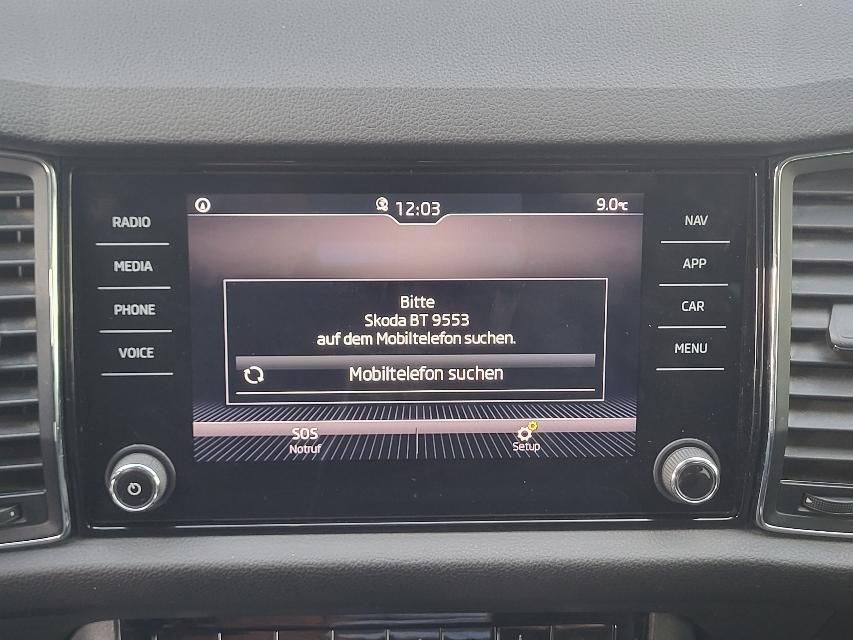 12:03
9.0°C
RADIO
MEDIA
PHONE
VOICE
Bitte
Skoda BT 9553
auf dem Mobiltelefon suchen.
Mobiltelefon suchen
SOS
Notruf
Setup
NAV
APP
CAR
MENU